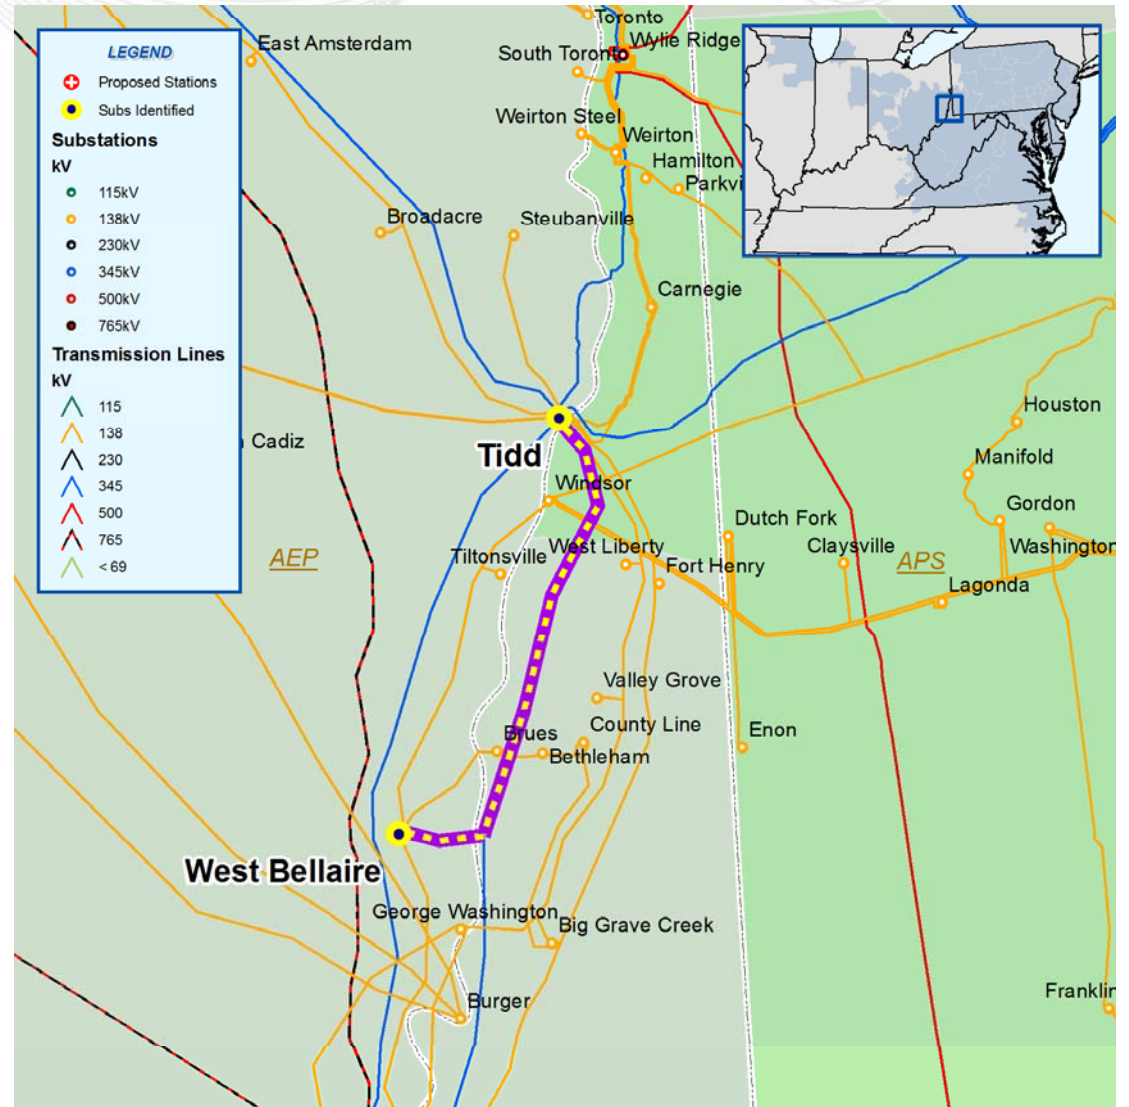 LEGEND
Proposed Stations
Subs Identified
Substations
kV
115kV
138kV
230kV
345kV
500kV
765kV
Transmission Lines
kV
115
138
230
345
500
765
< 69
Toronto
East Amsterdam
South Toronto
Wylie Ridge
Weirton Steel
Weirton
Hamilton
Parkvi
Broadacre
Steubanville
Carnegie
Houston
Cadiz
Tidd
Manifold
Windsor
Gordon
Dutch Fork
Washington
Tiltonsville
West Liberty
Claysville
AEP
Fort Henry
APS
Lagonda
Valley Grove
County Line
Brues
Enon
Bethleham
West Bellaire
George Washington
Big Grave Creek
Burger
Franklin